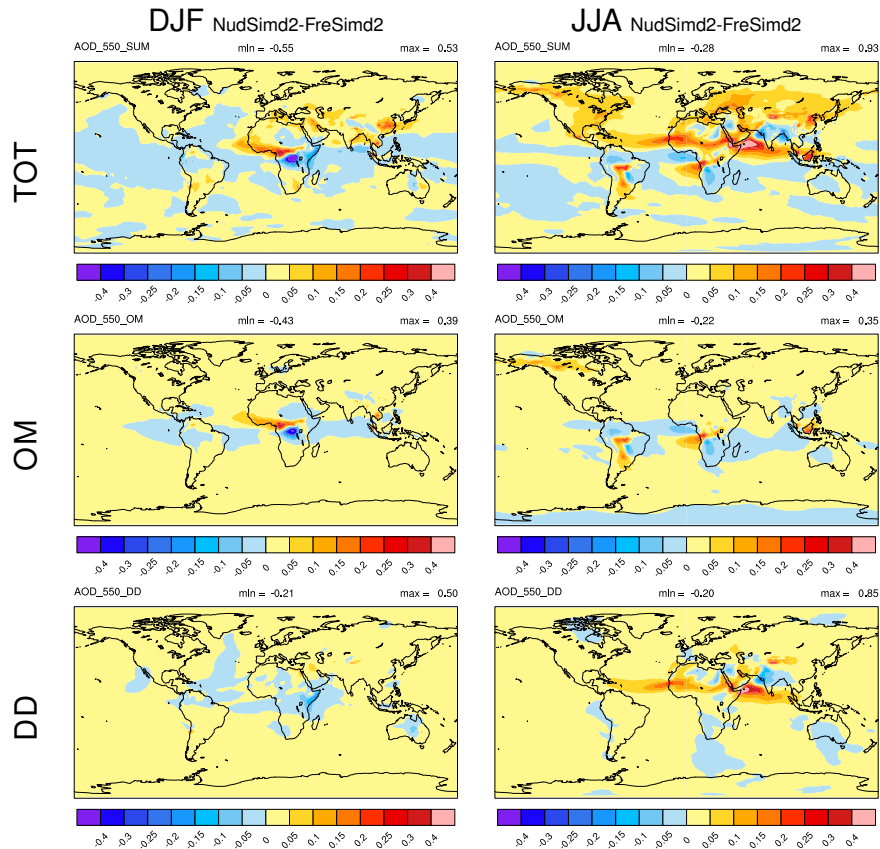 DJF NudSimd2-FreSimd2
JJA NudSimd2-FreSimd2
TOT
AOD_550_SUM min = -0.55 max = 0.53
-0.4 -0.3 -0.25 -0.2 -0.15 -0.1 -0.05 0 0.05 0.1 0.15 0.2 0.25 0.3 0.4
AOD_550_SUM min = -0.28 max = 0.93
-0.4 -0.3 -0.25 -0.2 -0.15 -0.1 -0.05 0 0.05 0.1 0.15 0.2 0.25 0.3 0.4
OM
AOD_550_OM min = -0.43 max = 0.39
-0.4 -0.3 -0.25 -0.2 -0.15 -0.1 -0.05 0 0.05 0.1 0.15 0.2 0.25 0.3 0.4
AOD_550_OM min = -0.22 max = 0.35
-0.4 -0.3 -0.25 -0.2 -0.15 -0.1 -0.05 0 0.05 0.1 0.15 0.2 0.25 0.3 0.4
DD
AOD_550_DD min = -0.21 max = 0.50
-0.4 -0.3 -0.25 -0.2 -0.15 -0.1 -0.05 0 0.05 0.1 0.15 0.2 0.25 0.3 0.4
AOD_550_DD min = -0.20 max = 0.85
-0.4 -0.3 -0.25 -0.2 -0.15 -0.1 -0.05 0 0.05 0.1 0.15 0.2 0.25 0.3 0.4